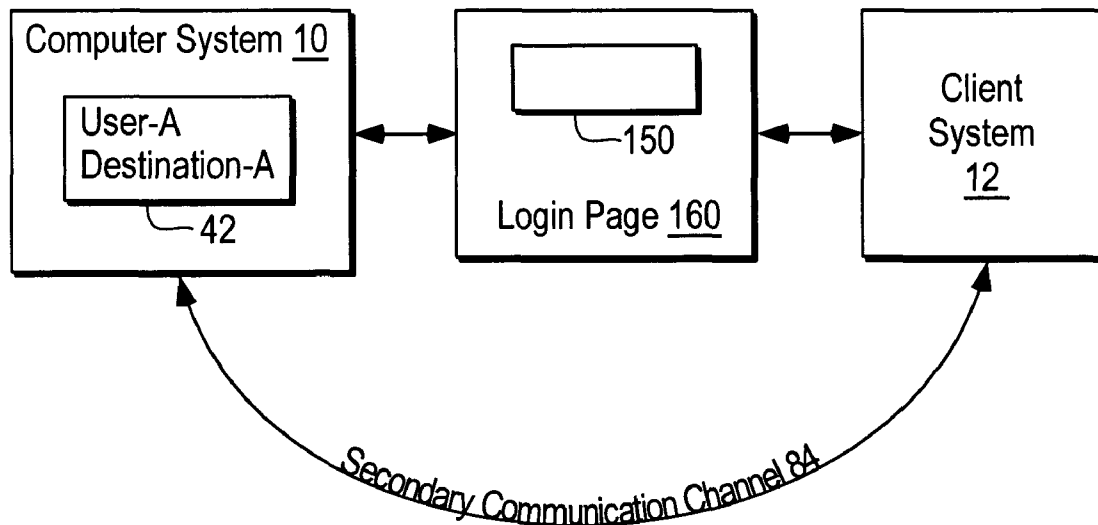 Computer System 10
User-A
Destination-A
42
150
Login Page 160
Client
System
12
Secondary Communication Channel 84